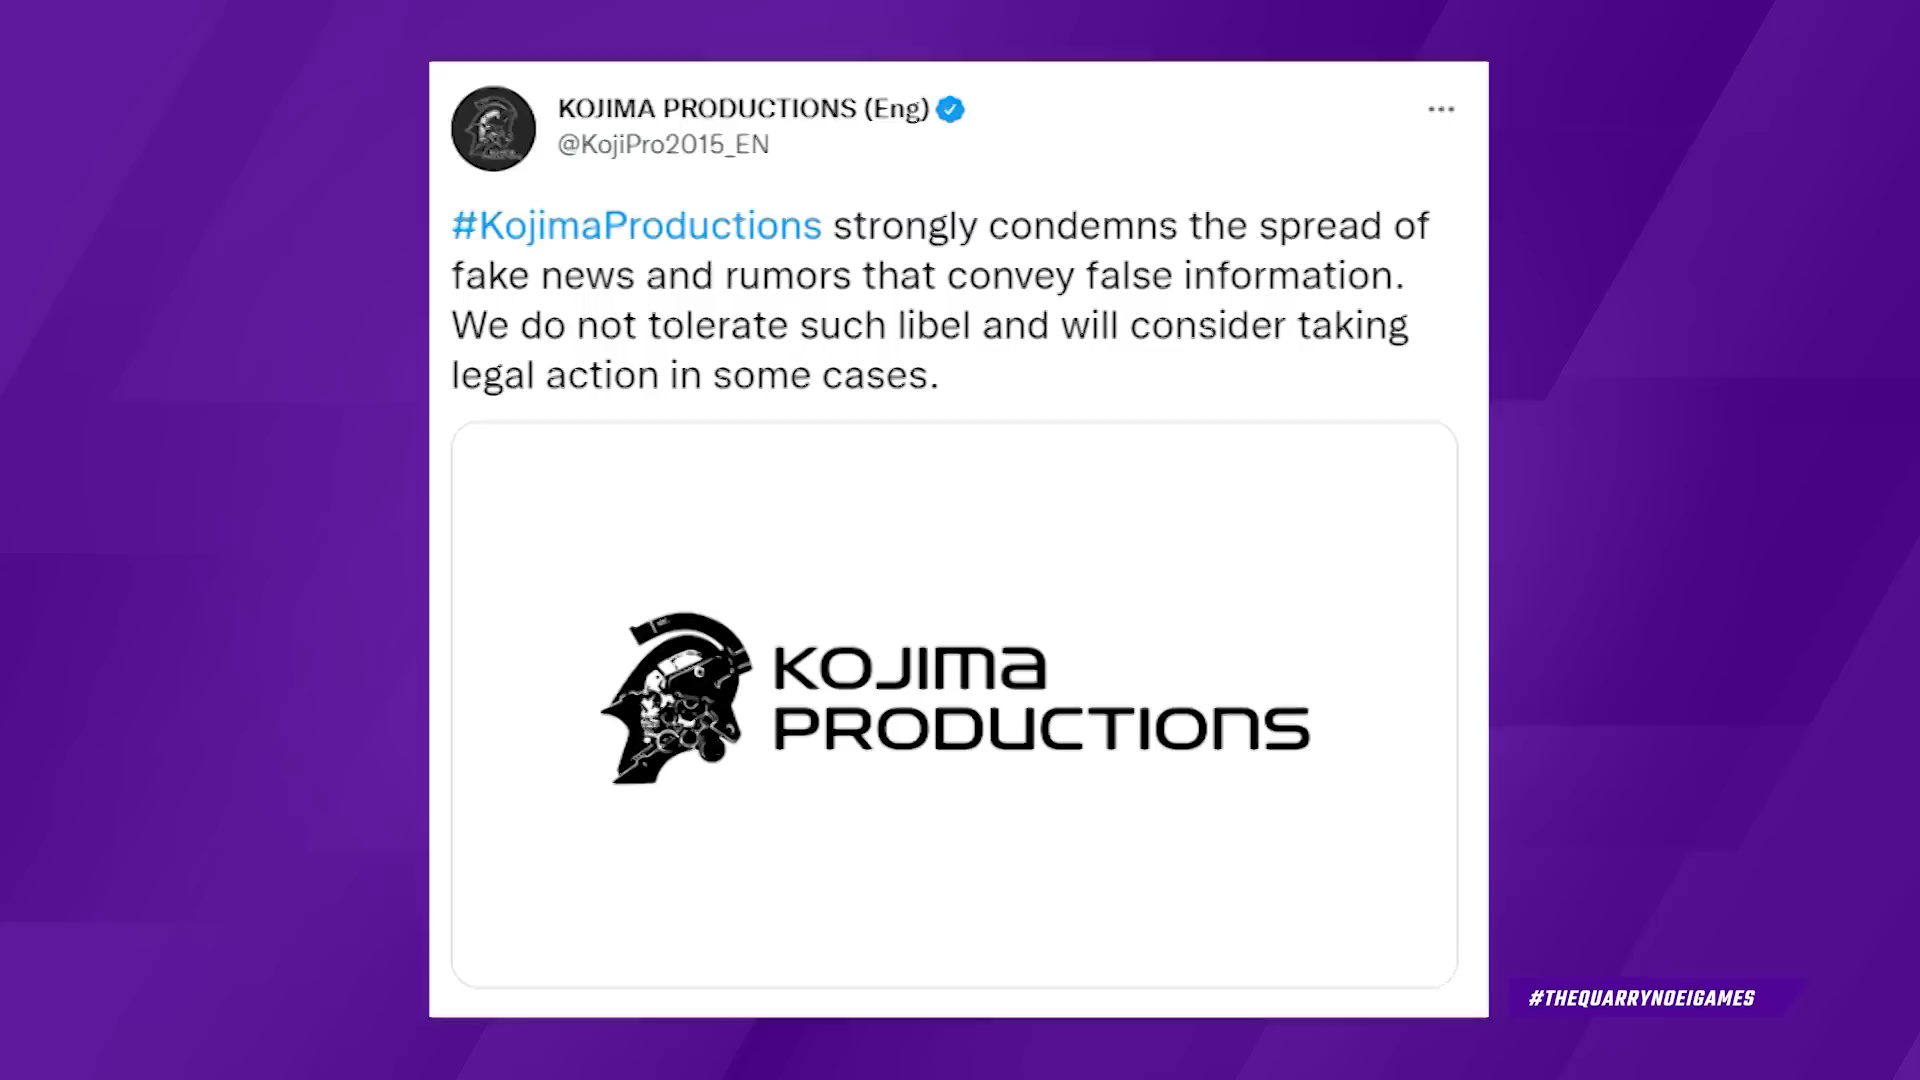 KOJIMA PRODUCTIONS (Eng)
@KojiPro2015_EN
#KojimaProductions strongly condemns the spread of
fake news and rumors that convey false information.
We do not tolerate such libel and will consider taking
legal action in some cases.
KOJIMA
PRODUCTIONS
#THEQUARRYNOEIGAMES